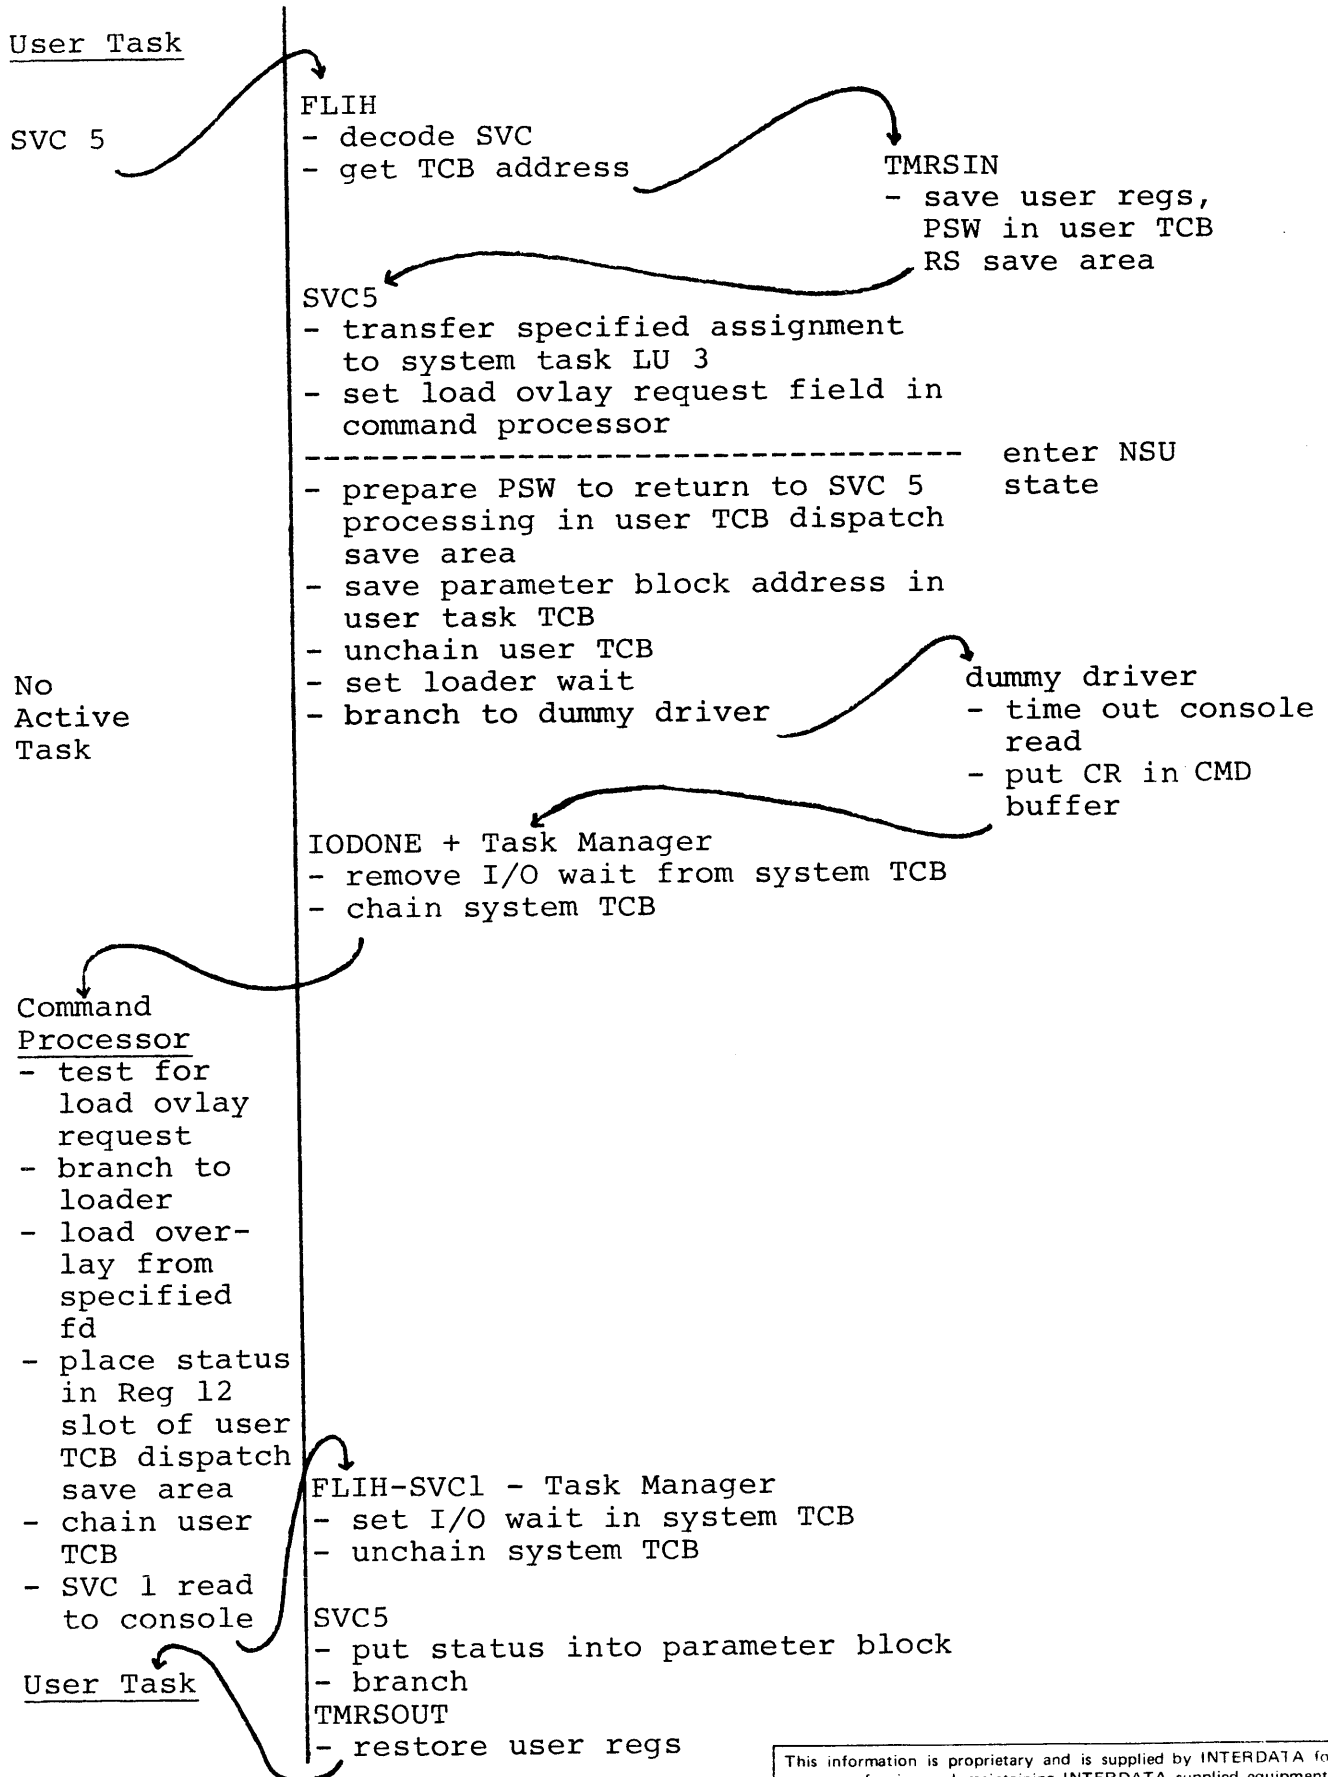 User Task
SVC 5
FLIH
- decode SVC
- get TCB address
TMRSIN
- save user regs,
PSW in user TCB
RS save area
SVC5
- transfer specified assignment
to system task LU 3
- set load ovlay request field in
command processor
---------------------------------- enter NSU
state
- prepare PSW to return to SVC 5
processing in user TCB dispatch
save area
- save parameter block address in
user task TCB
- unchain user TCB
- set loader wait
- branch to dummy driver
No
Active
Task
dummy driver
- time out console
read
- put CR in CMD
buffer
IODONE + Task Manager
- remove I/O wait from system TCB
- chain system TCB
Command
Processor
- test for
load ovlay
request
- branch to
loader
- load over-
lay from
specified
fd
- place status
in Reg 12
slot of user
TCB dispatch
save area
- chain user
TCB
- SVC 1 read
to console
FLIH-SVC1 - Task Manager
- set I/O wait in system TCB
- unchain system TCB
SVC5
- put status into parameter block
- branch
TMRSOUT
- restore user regs
User Task
This information is proprietary and is supplied by INTERDATA fo